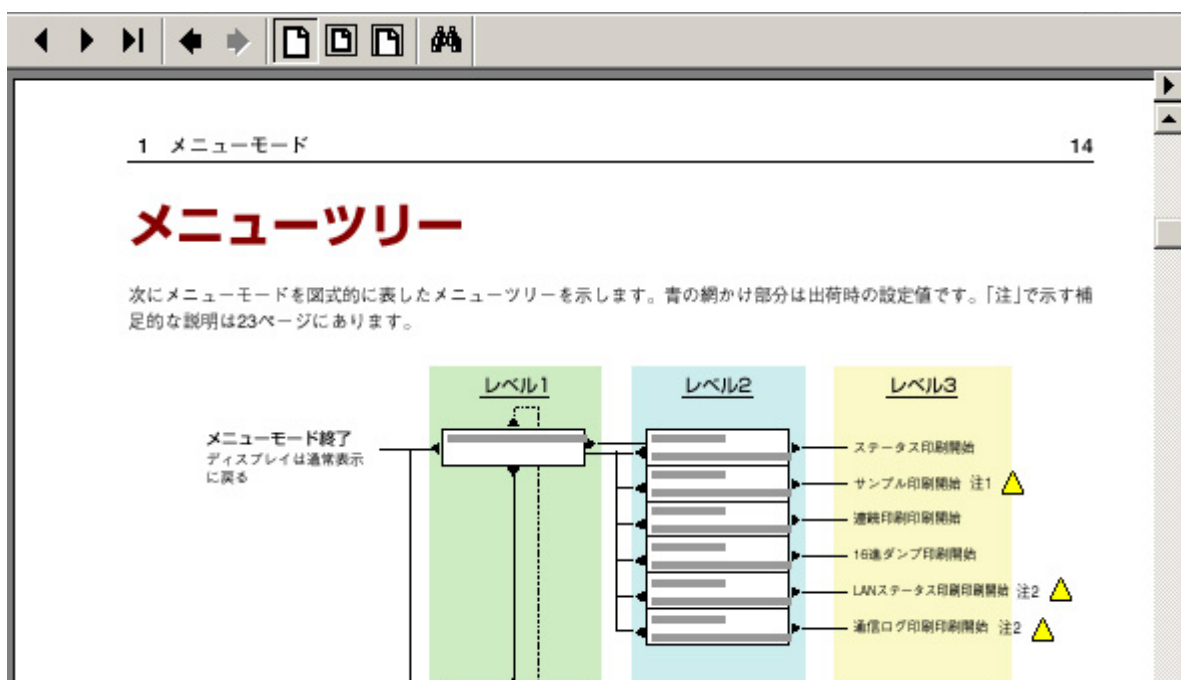 1 メニューモード 14
メニューツリー
次にメニューモードを図式的に表したメニューツリーを示します。青の網かけ部分は出荷時の設定値です。「注」で示す補
足的な説明は23ページにあります。
レベル1 レベル2 レベル3
メニューモード終了
ディスプレイは通常表示
に戻る
ステータス印刷開始
サンプル印刷開始 注1
連続印刷印刷開始
16進ダンプ印刷開始
LANステータス印刷印刷開始 注2
通信ログ印刷印刷開始 注2